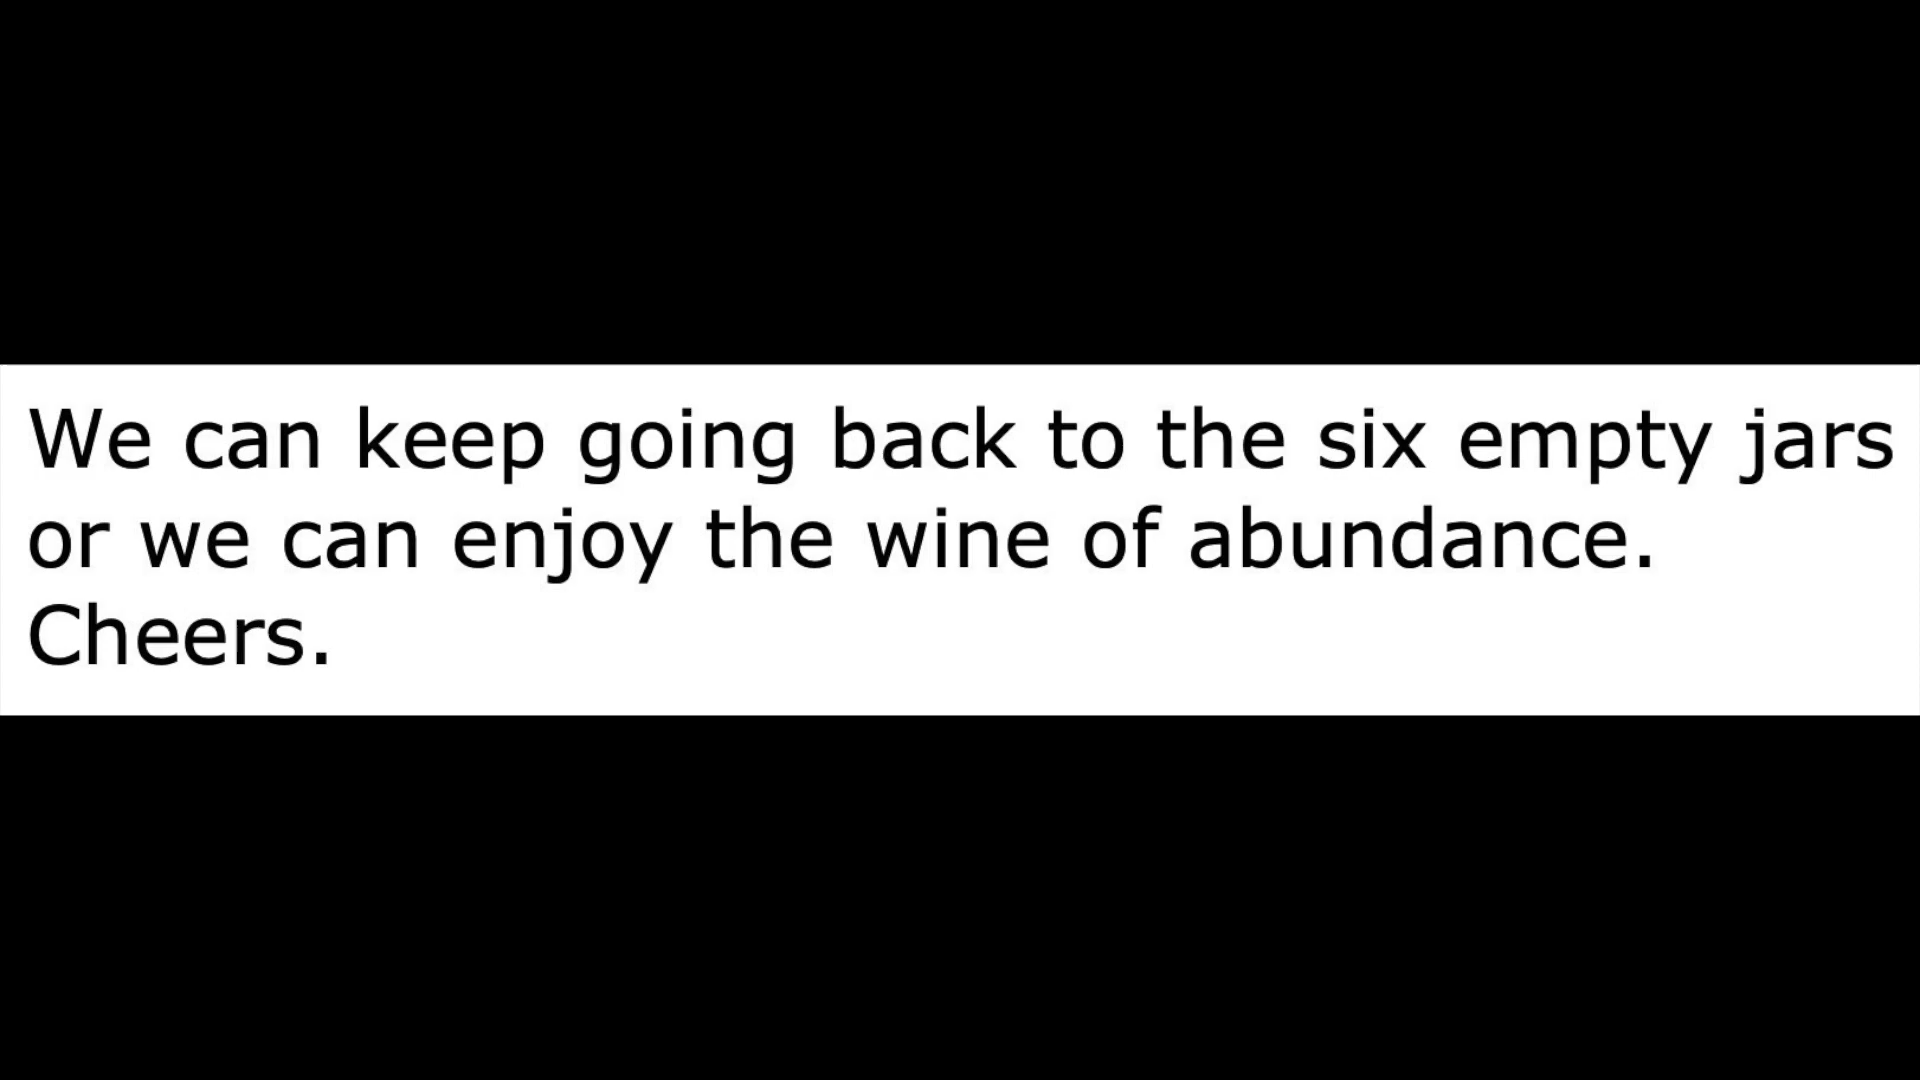 We can keep going back to the six empty jars
or we can enjoy the wine of abundance.
Cheers.